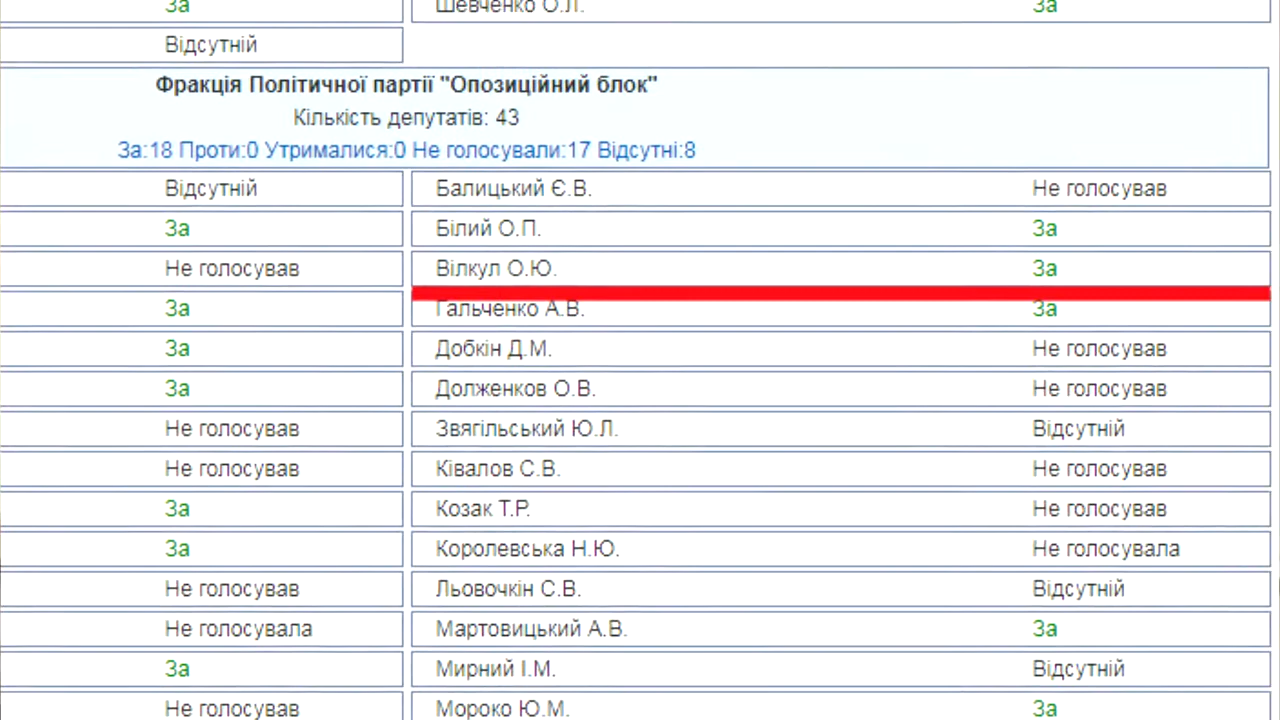 За Шевченко О.Л. За
Відсутній
Фракція Політичної партії "Опозиційний блок"
Кількість депутатів: 43
За:18 Проти:0 Утрималися:0 Не голосували:17 Відсутні:8
Відсутній Балицький Є.В. Не голосував
За Білий О.П. За
Не голосував Вілкул О.Ю. За
За Гальченко А.В. За
За Добкін Д.М. Не голосував
За Долженков О.В. Не голосував
Не голосував Звягільський Ю.Л. Відсутній
Не голосував Ківалов С.В. Не голосував
За Козак Т.Р. Не голосував
За Королевська Н.Ю. Не голосувала
Не голосував Льовочкін С.В. Відсутній
Не голосувала Мартовицький А.В. За
За Мирний І.М. Відсутній
Не голосував Мороко Ю.М. За